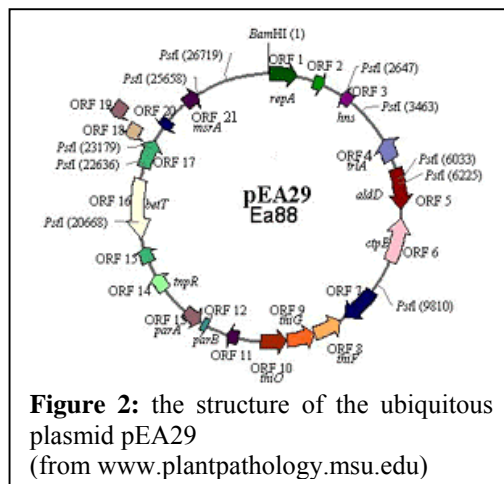 BamHI (1)
PstI (26719)
ORF 1
ORF 2
repA
PstI (2647)
ORF 3
hns
PstI (3463)
ORF 4
trlA
PstI (6033)
PstI (6225)
aldD
ORF 5
ctpB
ORF 6
ORF 7
PstI (9810)
ORF 8
thiF
ORF 9
thiG
ORF 10
thiO
ORF 11
ORF 12
parB
ORF 13
parA
ORF 14
tnpR
ORF 15
PstI (20668)
ORF 16
betT
ORF 17
PstI (22636)
PstI (23179)
ORF 18
ORF 19
ORF 20
ORF 21
msrA
PstI (25658)
pEA29
Ea88
Figure 2: the structure of the ubiquitous
plasmid pEA29
(from www.plantpathology.msu.edu)